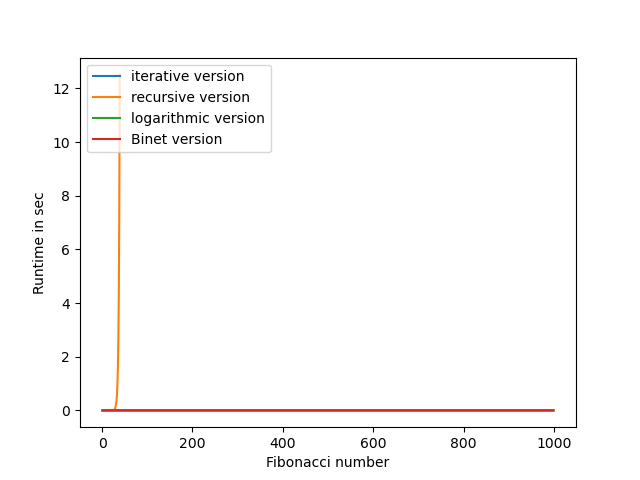 iterative version
recursive version
logarithmic version
Binet version
12
10
8
6
4
2
0
Runtime in sec
0 200 400 600 800 1000
Fibonacci number